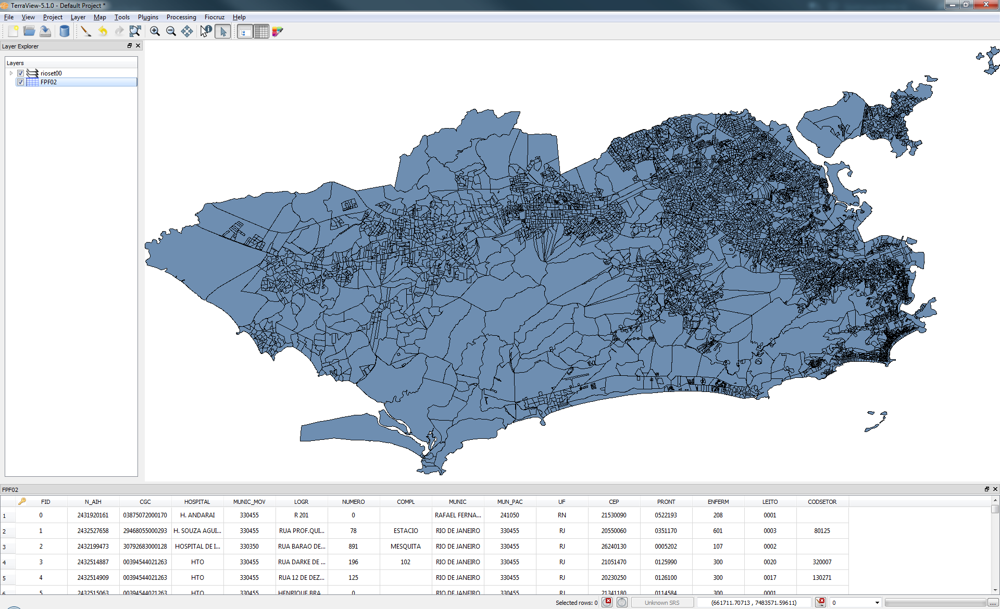 TerraView-5.1.0 - Default Project *
File View Project Layer Map Tools Plugins Processing Fiocruz Help
Layer Explorer
Layers
rioset00
FPF02
FPF02
FID N_AIH CGC HOSPITAL MUNIC_MOV LOGR NUMERO COMPL MUNIC MUN_PAC UF CEP PRONT ENFERM LEITO CODSETOR
1 0 2431920161 03875072000170 H. ANDARAI 330455 R 201 0 RAFAEL FERNA... 241050 RN 21530090 0522193 208 0001
2 1 2432527658 29468055000293 H. SOUZA AGUI... 330455 RUA PROF.QUI... 78 ESTACIO RIO DE JANEIRO 330455 RJ 20550060 0351170 601 0003 80125
3 2 2432199473 30792683000128 HOSPITAL DE I... 330350 RUA BARAO DE... 891 MESQUITA RIO DE JANEIRO 330455 RJ 26240130 0005202 107 0002
4 3 2432514887 00394544021263 HTO 330455 RUA DARKE DE ... 196 102 RIO DE JANEIRO 330455 RJ 21051470 0125990 300 0020 320007
5 4 2432514909 00394544021263 HTO 330455 RUA 12 DE DEZ... 125 RIO DE JANEIRO 330455 RJ 20230250 0126100 300 0017 130271
6 5 2432515063 00394544021263 HTO 330455 HENRIQUE BRA... 0 RIO DE JANEIRO 330455 RJ 21341180 0114584 300 0001
Selected rows: 0 Unknown SRS (661711.70713 , 7483571.59611) 0 ...